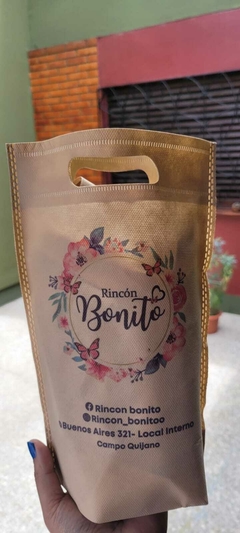 Rincón
Bonito
Rincon bonito
@Rincon_bonitoo
Buenos Aires 321- Local Interno
Campo Quijano